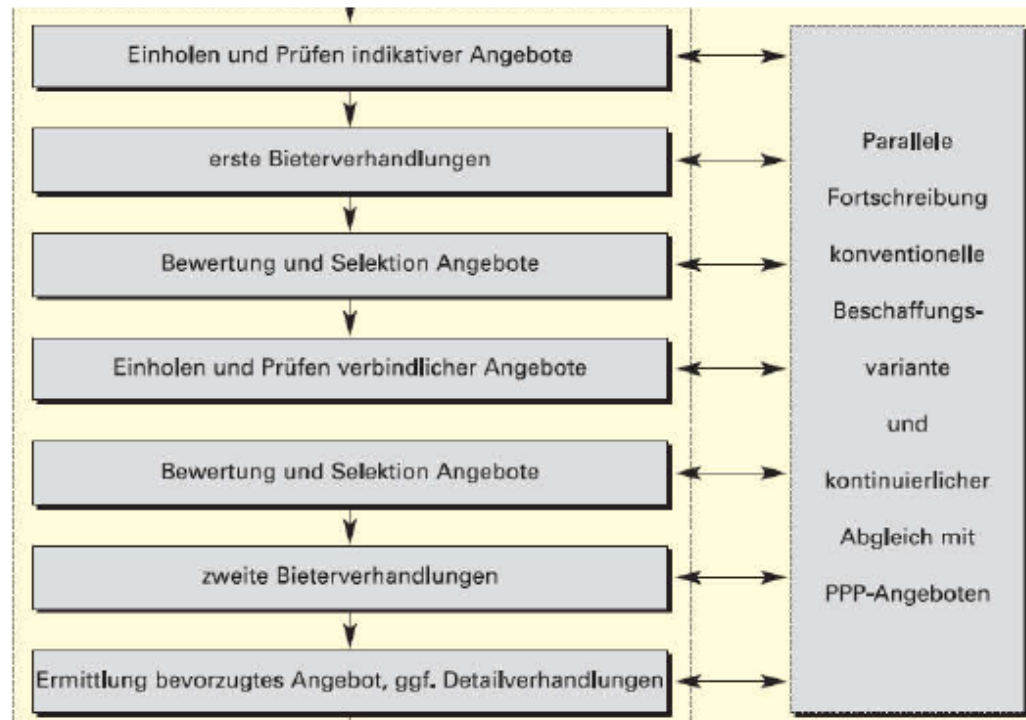 Einholen und Prüfen indikativer Angebote
erste Bieterverhandlungen
Bewertung und Selektion Angebote
Einholen und Prüfen verbindlicher Angebote
Bewertung und Selektion Angebote
zweite Bieterverhandlungen
Ermittlung bevorzugtes Angebot, ggf. Detailverhandlungen
Parallele
Fortschreibung
konventionelle
Beschaffungs-
variante
und
kontinuierlicher
Abgleich mit
PPP-Angeboten